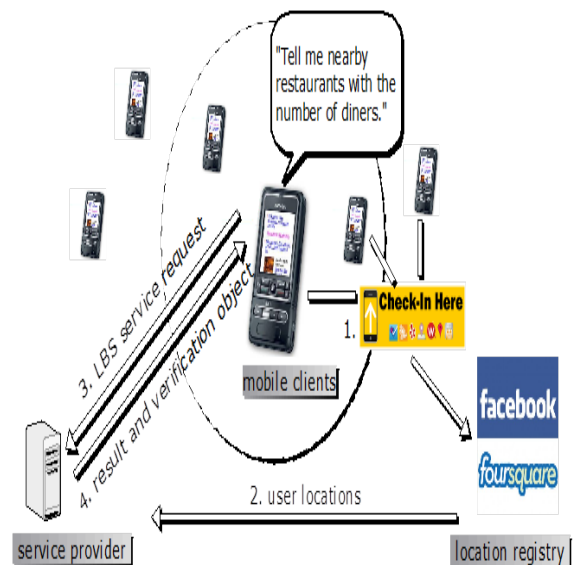 "Tell me nearby
restaurants with the
number of diners."
3. LBS service request
4. result and verification object
1.
Check-In Here
mobile clients
facebook
foursquare
2. user locations
service provider
location registry